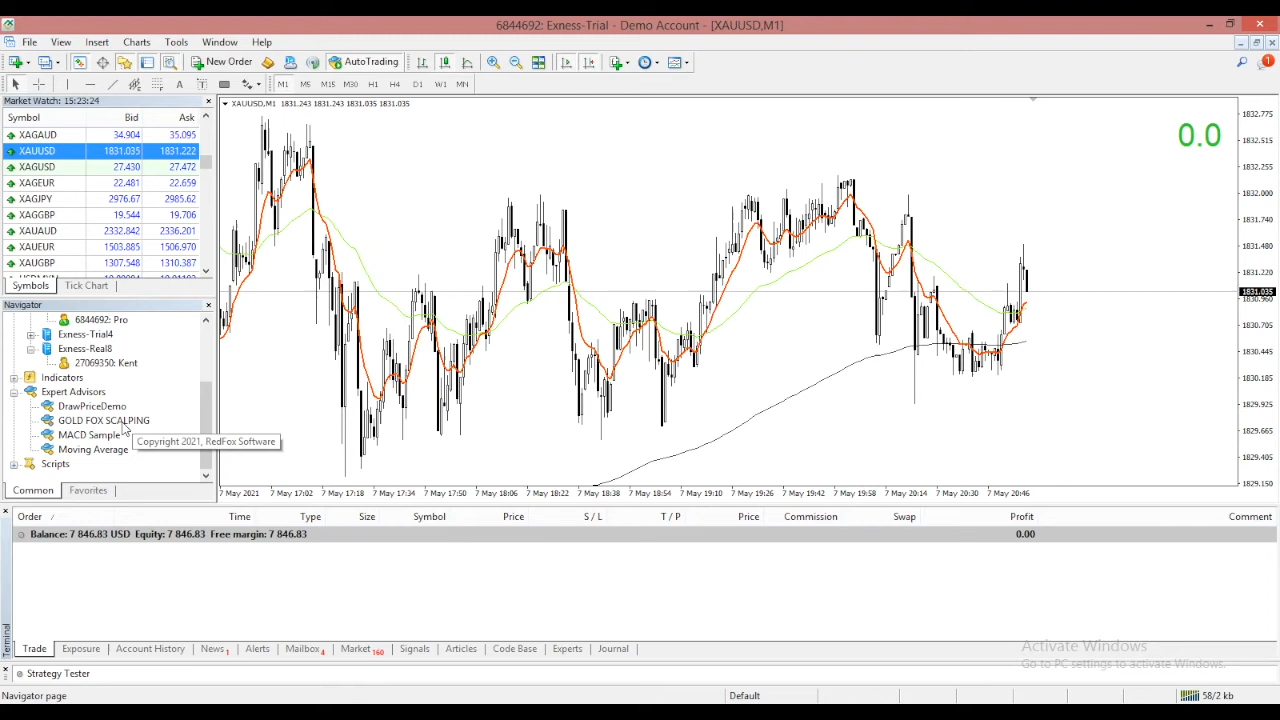 6844692: Exness-Trial - Demo Account - [XAUUSD,M1]
File View Insert Charts Tools Window Help
New Order AutoTrading
1
A T M1 M5 M15 M30 H1 H4 D1 W1 MN
Market Watch: 15:23:24
Symbol Bid Ask
XAGAUD 34.904 35.095
XAUUSD 1831.035 1831.222
XAGUSD 27.430 27.472
XAGEUR 22.481 22.659
XAGJPY 2976.67 2985.62
XAGGBP 19.544 19.706
XAUAUD 2332.842 2336.201
XAUEUR 1503.885 1506.970
XAUGBP 1307.548 1310.387
Symbols Tick Chart
Navigator
6844692: Pro
Exness-Trial4
Exness-Real8
27069350: Kent
Indicators
Expert Advisors
DrawPriceDemo
GOLD FOX SCALPING
MACD Sample
Moving Average
Scripts
Copyright 2021, RedFox Software
Common Favorites
XAUUSD,M1 1831.243 1831.243 1831.035 1831.035
0.0
1832.775
1832.515
1832.255
1832.000
1831.740
1831.480
1831.220
1831.035
1830.960
1830.705
1830.445
1830.185
1829.925
1829.665
1829.405
1829.150
7 May 2021 7 May 17:02 7 May 17:18 7 May 17:34 7 May 17:50 7 May 18:06 7 May 18:22 7 May 18:38 7 May 18:54 7 May 19:10 7 May 19:26 7 May 19:42 7 May 19:58 7 May 20:14 7 May 20:30 7 May 20:46
Order / Time Type Size Symbol Price S / L T / P Price Commission Swap Profit Comment
Balance: 7 846.83 USD Equity: 7 846.83 Free margin: 7 846.83 0.00
Terminal
Trade Exposure Account History News 1 Alerts Mailbox 4 Market 160 Signals Articles Code Base Experts Journal
Activate Windows
Go to PC settings to activate Windows.
Strategy Tester
Navigator page Default 58/2 kb